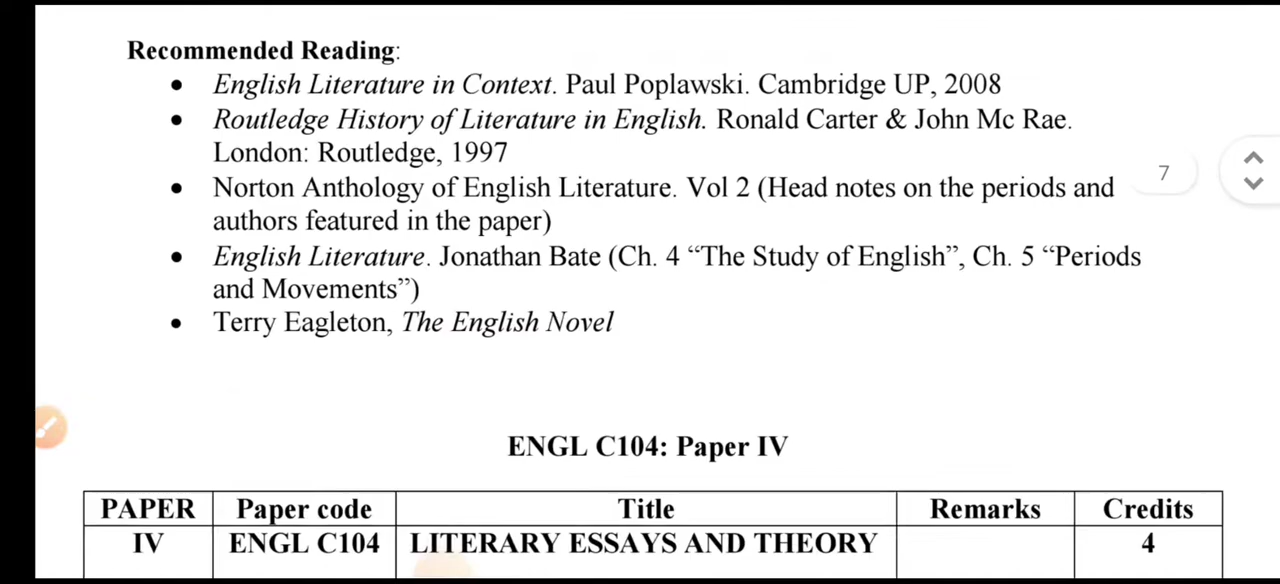 Recommended Reading:
• English Literature in Context. Paul Poplawski. Cambridge UP, 2008
• Routledge History of Literature in English. Ronald Carter & John Mc Rae.
London: Routledge, 1997
7
• Norton Anthology of English Literature. Vol 2 (Head notes on the periods and
authors featured in the paper)
• English Literature. Jonathan Bate (Ch. 4 “The Study of English”, Ch. 5 “Periods
and Movements”)
• Terry Eagleton, The English Novel
ENGL C104: Paper IV
PAPER Paper code Title Remarks Credits
IV ENGL C104 LITERARY ESSAYS AND THEORY 4